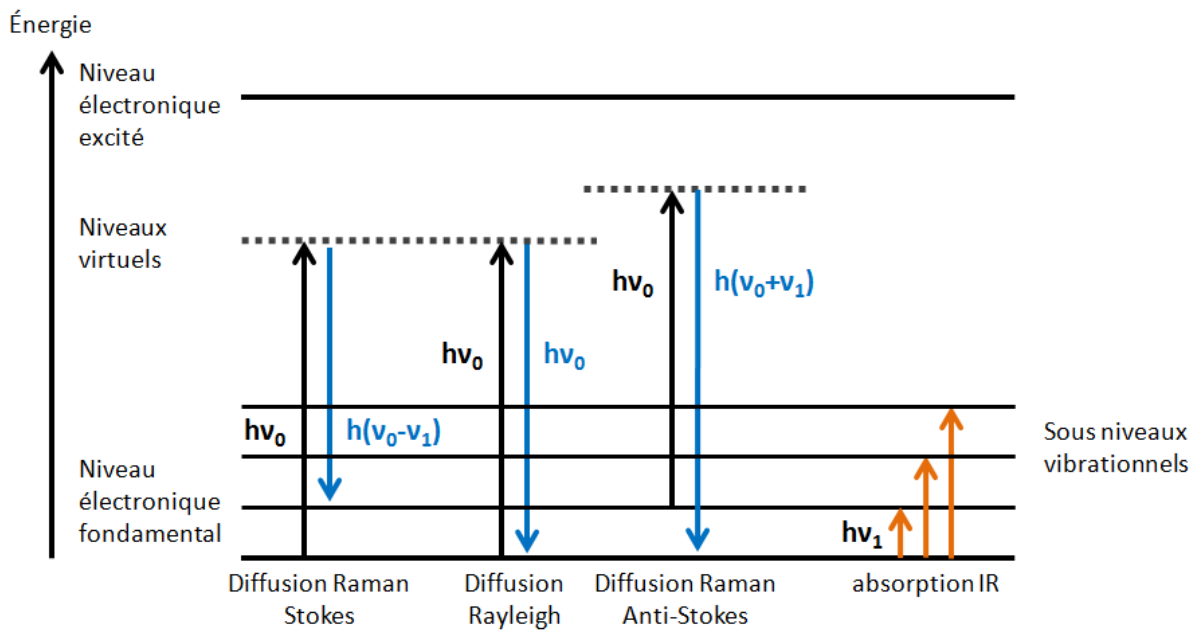 Énergie
Niveau
électronique
excité
Niveaux
virtuels
hν₀
h(ν₀+ν₁)
hν₀
hν₀
hν₀
h(ν₀-ν₁)
Sous niveaux
vibrationnels
Niveau
électronique
fondamental
hν₁
Diffusion Raman
Stokes
Diffusion
Rayleigh
Diffusion Raman
Anti-Stokes
absorption IR